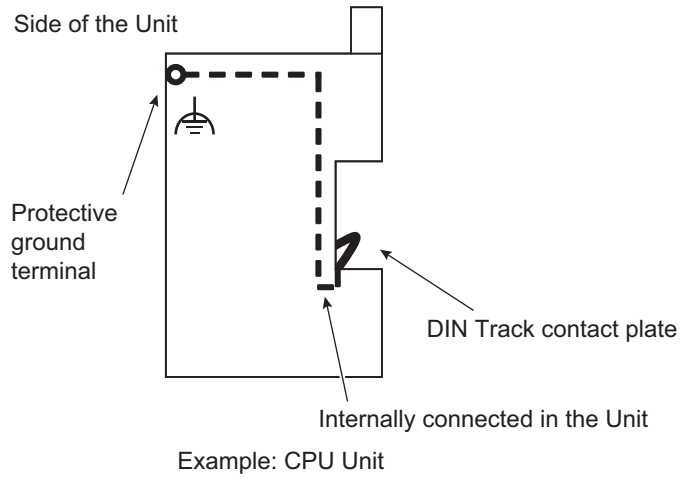 Side of the Unit
Protective
ground
terminal
DIN Track contact plate
Internally connected in the Unit
Example: CPU Unit